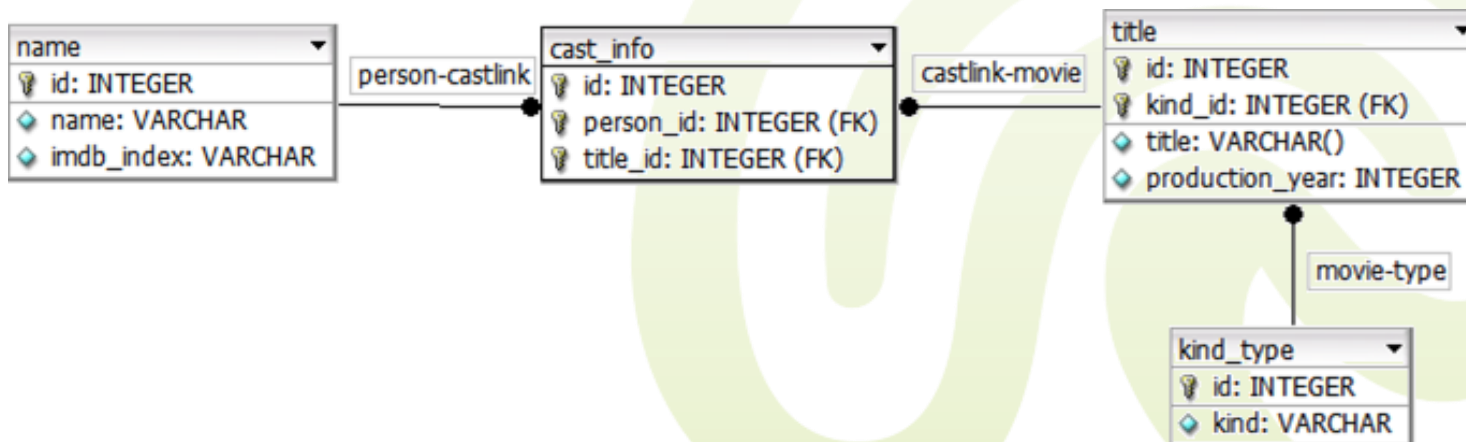 name
id: INTEGER
name: VARCHAR
imdb_index: VARCHAR
person-castlink
cast_info
id: INTEGER
person_id: INTEGER (FK)
title_id: INTEGER (FK)
castlink-movie
title
id: INTEGER
kind_id: INTEGER (FK)
title: VARCHAR()
production_year: INTEGER
movie-type
kind_type
id: INTEGER
kind: VARCHAR